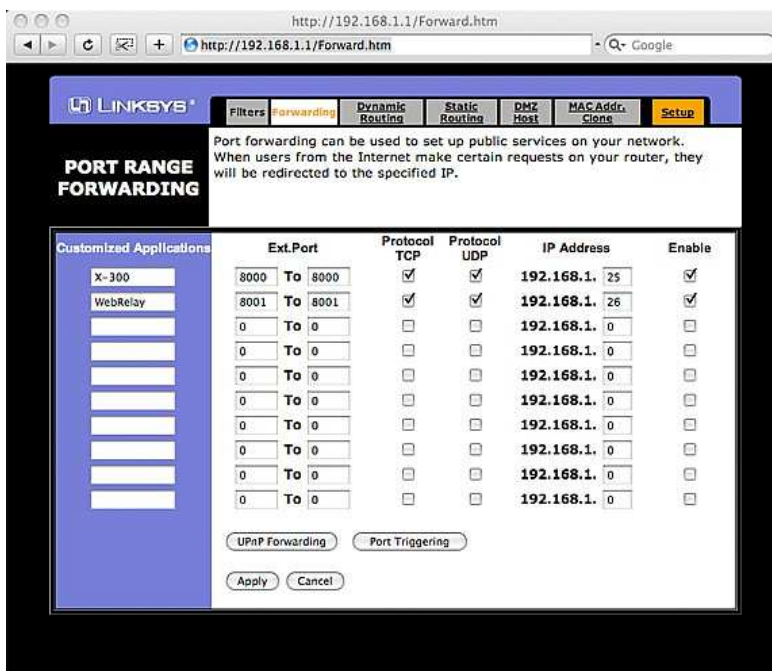 http://192.168.1.1/Forward.htm
http://192.168.1.1/Forward.htm
Google
LINKSYS®
Filters Forwarding Dynamic Routing Static Routing DMZ Host MAC Addr. Clone Setup
PORT RANGE FORWARDING
Port forwarding can be used to set up public services on your network.
When users from the Internet make certain requests on your router, they
will be redirected to the specified IP.
Customized Applications Ext.Port Protocol TCP Protocol UDP IP Address Enable
X-300 8000 To 8000 192.168.1. 25
WebRelay 8001 To 8001 192.168.1. 26
0 To 0 192.168.1. 0
0 To 0 192.168.1. 0
0 To 0 192.168.1. 0
0 To 0 192.168.1. 0
0 To 0 192.168.1. 0
0 To 0 192.168.1. 0
0 To 0 192.168.1. 0
0 To 0 192.168.1. 0
UPnP Forwarding Port Triggering
Apply Cancel